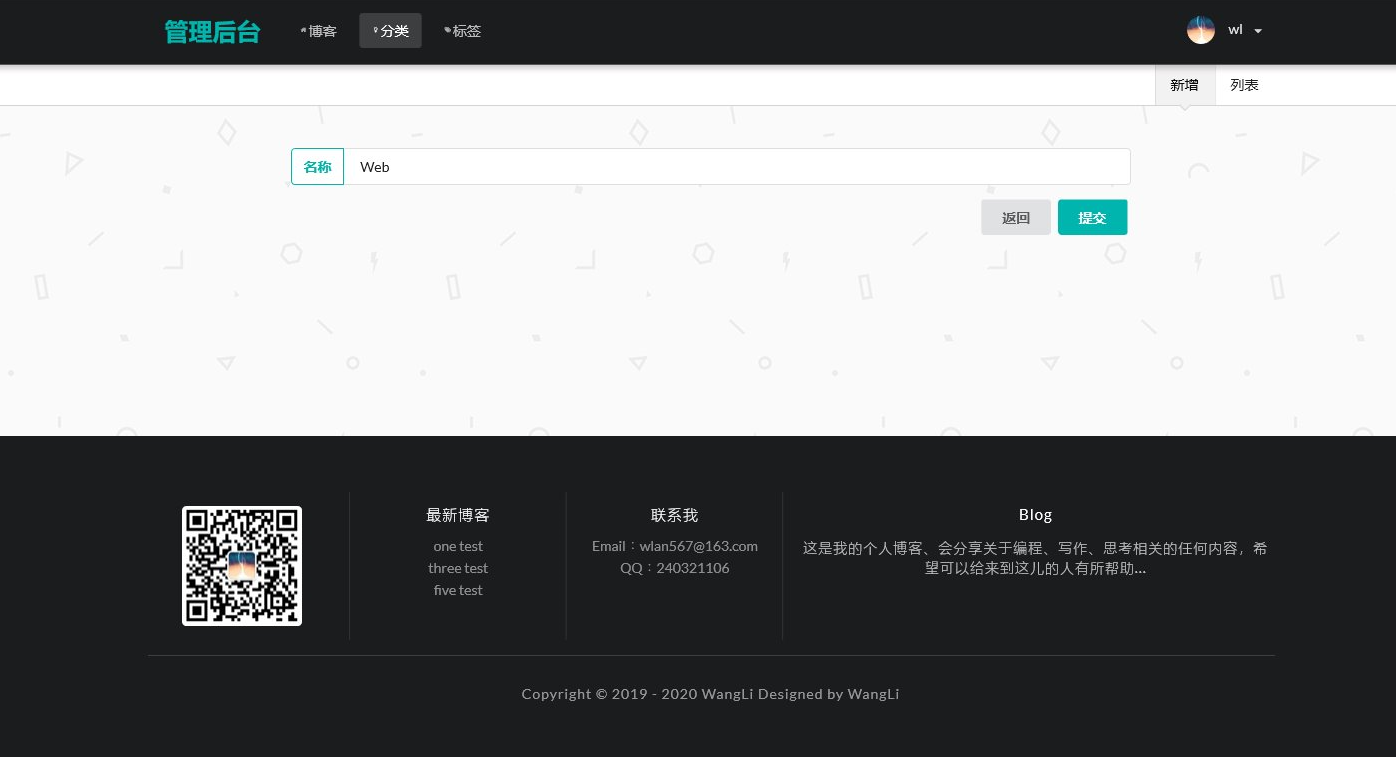 管理后台
博客
分类
标签
wl
新增
列表
名称
Web
返回
提交
最新博客
one test
three test
five test
联系我
Email：wlan567@163.com
QQ：240321106
Blog
这是我的个人博客、会分享关于编程、写作、思考相关的任何内容，希
望可以给来到这儿的人有所帮助...
Copyright © 2019 - 2020 WangLi Designed by WangLi